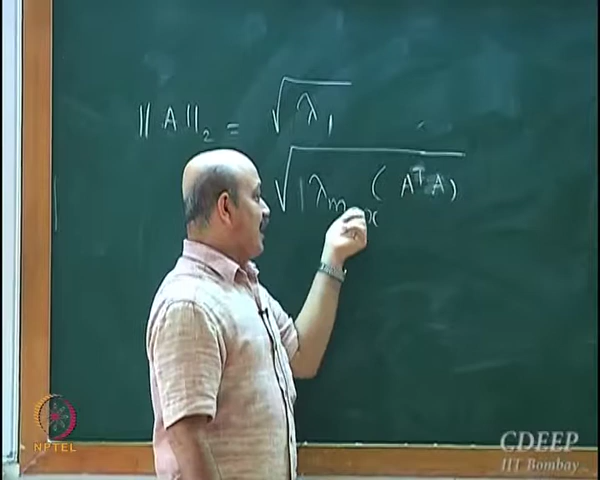 ‖A‖₂ = √λ₁
√|λₘₐₓ (AᵀA)
NPTEL
CDEEP
IIT Bombay